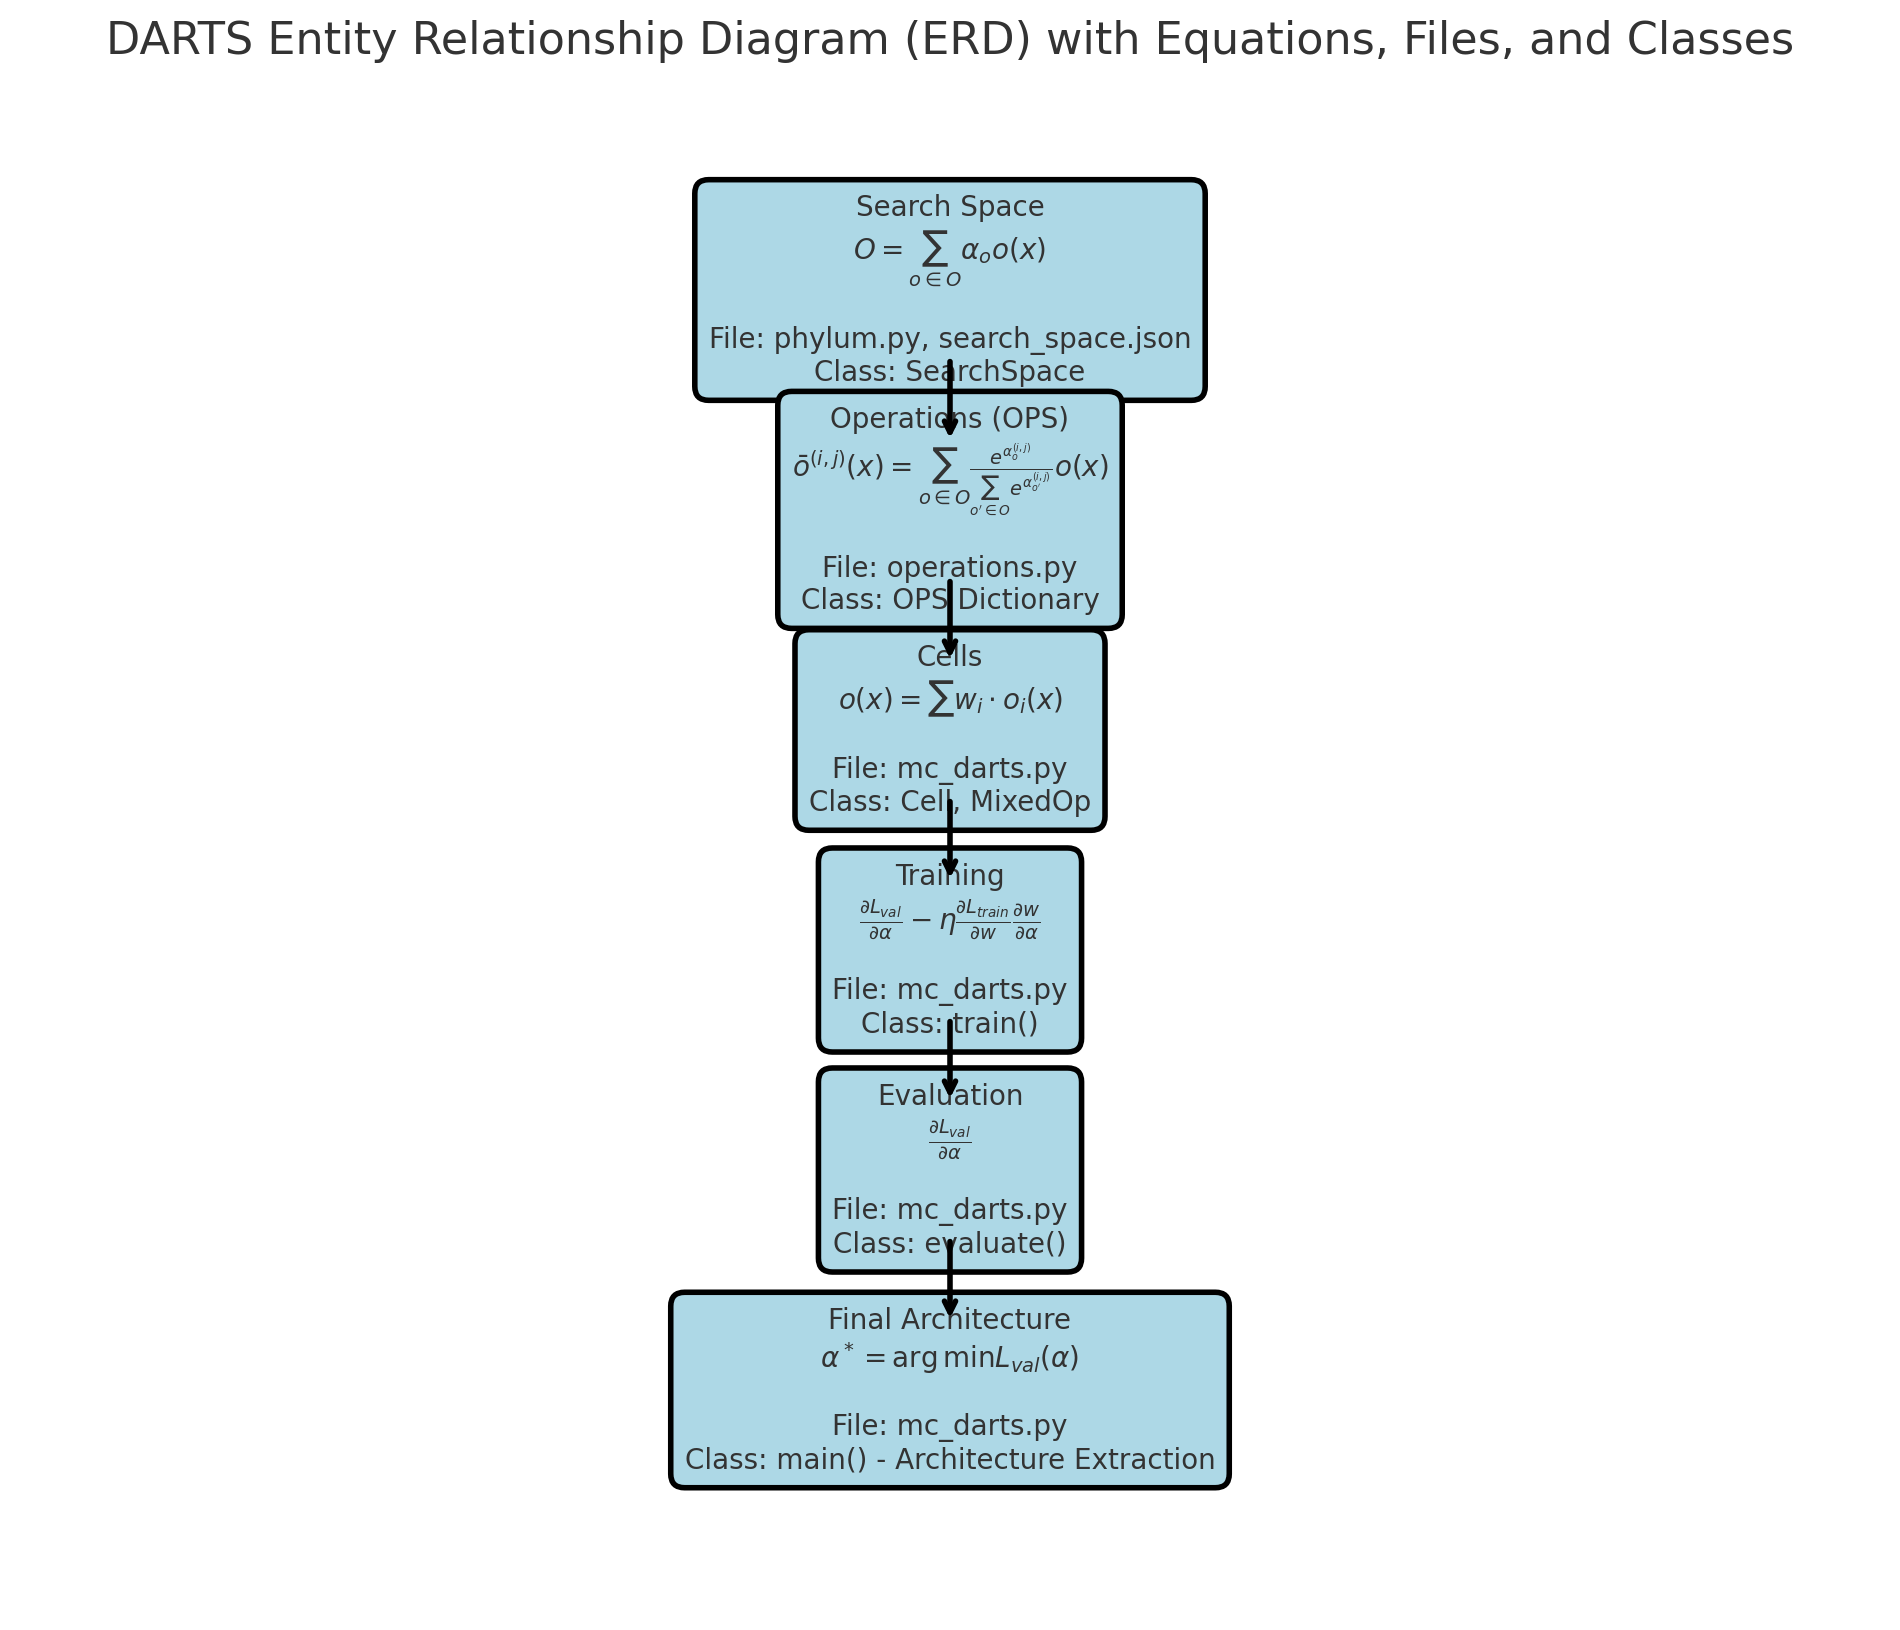 DARTS Entity Relationship Diagram (ERD) with Equations, Files, and Classes
Search Space
$O = \sum_{o \in O} \alpha_o o(x)$
File: phylum.py, search_space.json
Class: SearchSpace
Operations (OPS)
$\bar{o}^{(i,j)}(x) = \sum_{o \in O} \frac{e^{\alpha_o^{(i,j)}}}{\sum_{o' \in O} e^{\alpha_{o'}^{(i,j)}}} o(x)$
File: operations.py
Class: OPS Dictionary
Cells
$o(x) = \sum w_i \cdot o_i(x)$
File: mc_darts.py
Class: Cell, MixedOp
Training
$\frac{\partial L_{val}}{\partial \alpha} - \eta \frac{\partial L_{train}}{\partial w} \frac{\partial w}{\partial \alpha}$
File: mc_darts.py
Class: train()
Evaluation
$\frac{\partial L_{val}}{\partial \alpha}$
File: mc_darts.py
Class: evaluate()
Final Architecture
$\alpha^* = \arg\min L_{val}(\alpha)$
File: mc_darts.py
Class: main() - Architecture Extraction